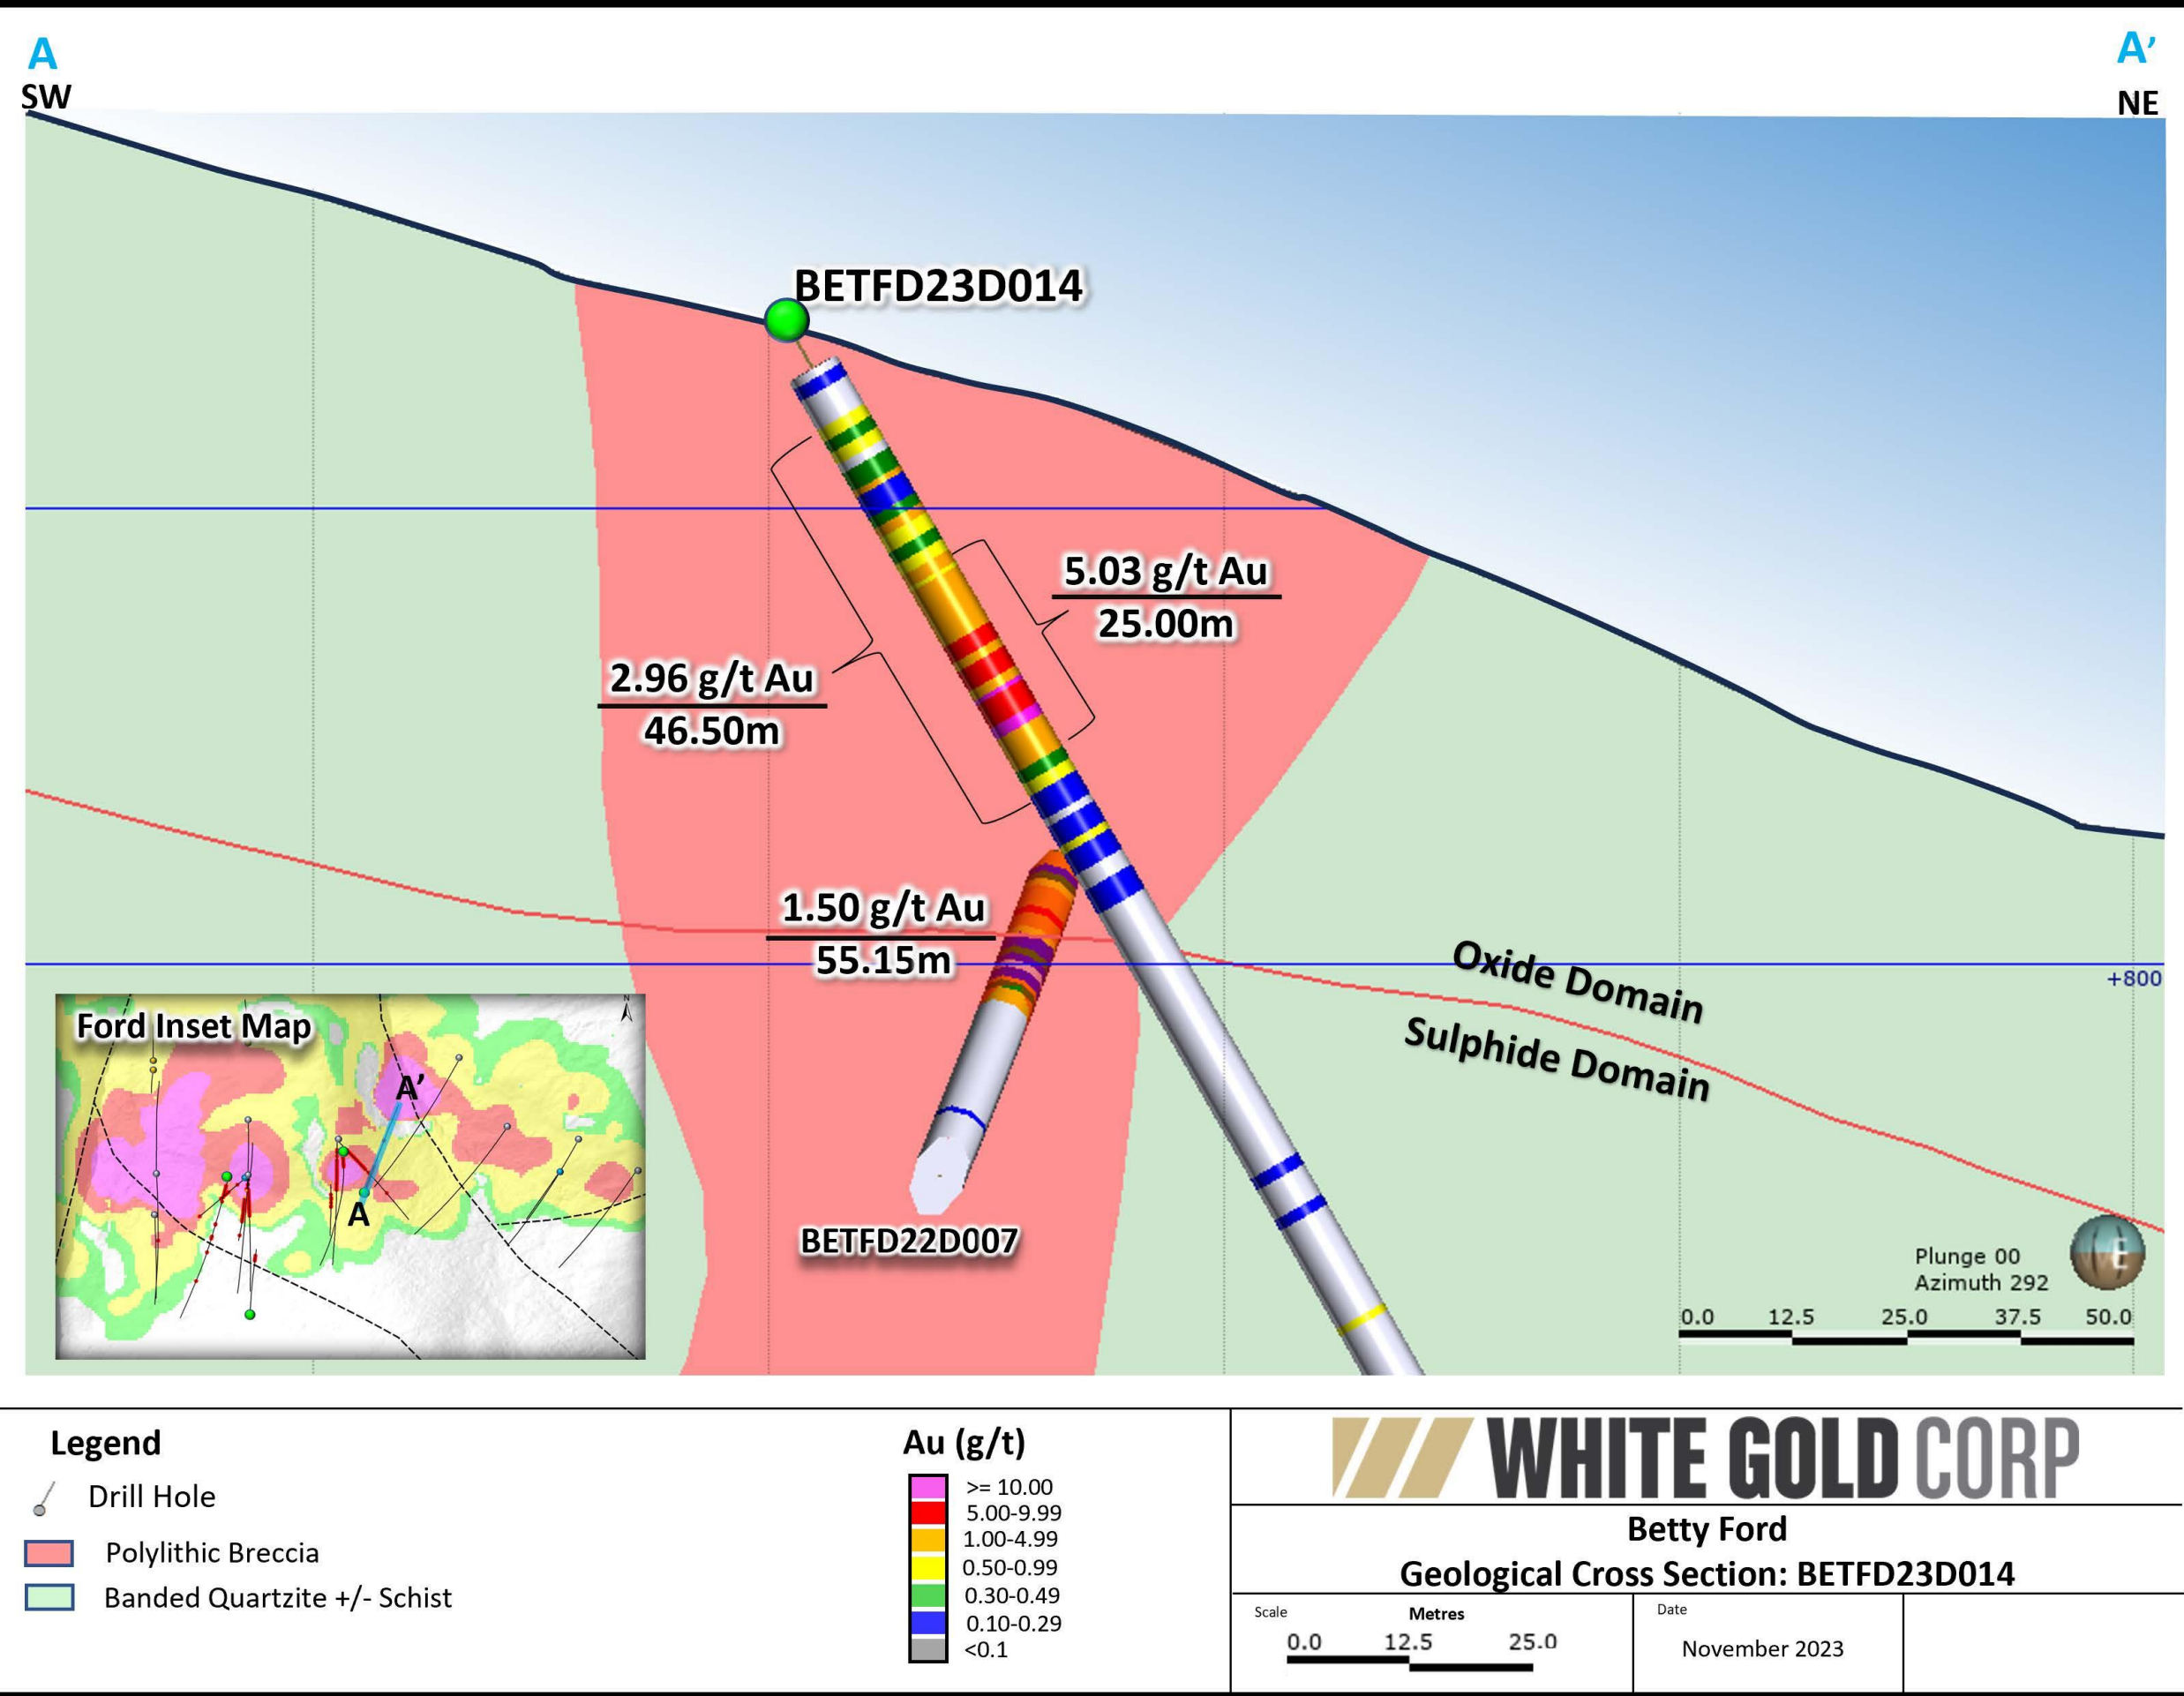 A
A’
SW
NE
BETFD23D014
5.03 g/t Au
25.00m
2.96 g/t Au
46.50m
1.50 g/t Au
55.15m
Oxide Domain
+800
Sulphide Domain
Ford Inset Map
N
A’
A
BETFD22D007
E
Plunge 00
Azimuth 292
0.0 12.5 25.0 37.5 50.0
Legend
Drill Hole
Polylithic Breccia
Banded Quartzite +/- Schist
Au (g/t)
>= 10.00
5.00-9.99
1.00-4.99
0.50-0.99
0.30-0.49
0.10-0.29
<0.1
WHITE GOLD CORP
Betty Ford
Geological Cross Section: BETFD23D014
Scale Metres
0.0 12.5 25.0
Date
November 2023